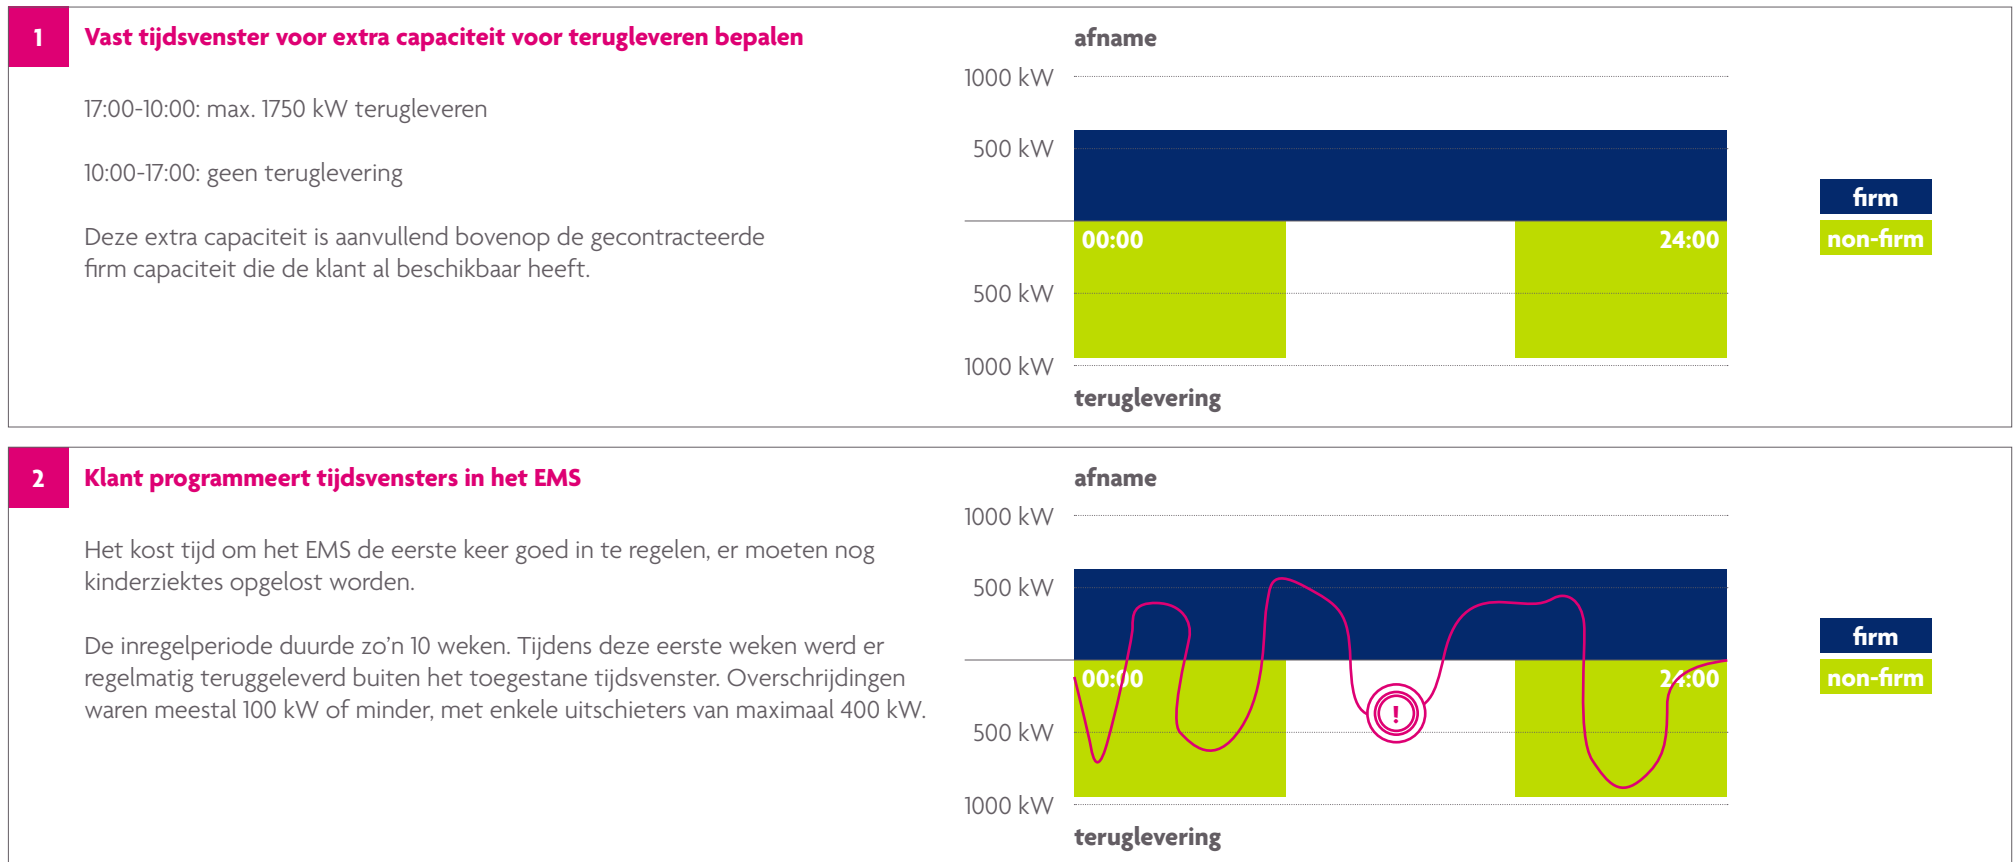 1
Vast tijdsvenster voor extra capaciteit voor terugleveren bepalen
17:00-10:00: max. 1750 kW terugleveren
10:00-17:00: geen teruglevering
Deze extra capaciteit is aanvullend bovenop de gecontracteerde
firm capaciteit die de klant al beschikbaar heeft.
afname
1000 kW
500 kW
00:00
24:00
500 kW
1000 kW
teruglevering
firm
non-firm
2
Klant programmeert tijdsvensters in het EMS
Het kost tijd om het EMS de eerste keer goed in te regelen, er moeten nog
kinderziektes opgelost worden.
De inregelperiode duurde zo’n 10 weken. Tijdens deze eerste weken werd er
regelmatig teruggeleverd buiten het toegestane tijdsvenster. Overschrijdingen
waren meestal 100 kW of minder, met enkele uitschieters van maximaal 400 kW.
afname
1000 kW
500 kW
00:00
24:00
!
500 kW
1000 kW
teruglevering
firm
non-firm